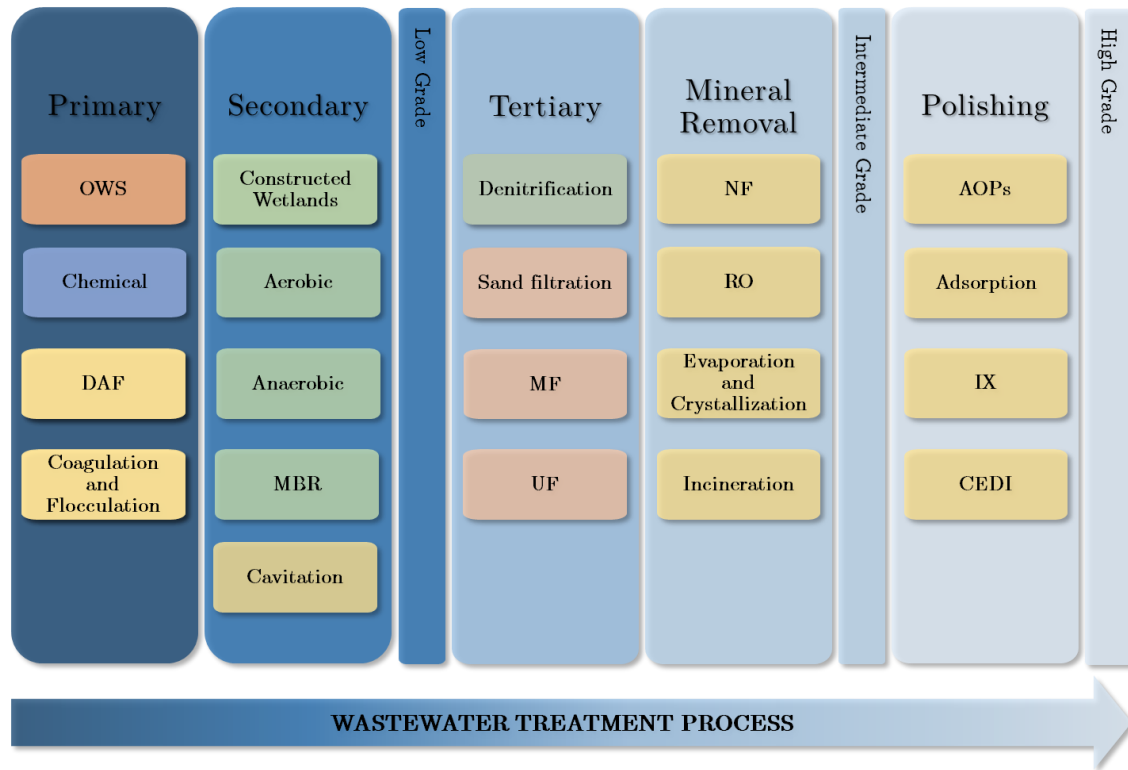 Primary
OWS
Chemical
DAF
Coagulation
and
Flocculation
Secondary
Constructed
Wetlands
Aerobic
Anaerobic
MBR
Cavitation
Low Grade
Tertiary
Denitrification
Sand filtration
MF
UF
Mineral
Removal
NF
RO
Evaporation
and
Crystallization
Incineration
Intermediate Grade
Polishing
AOPs
Adsorption
IX
CEDI
High Grade
WASTEWATER TREATMENT PROCESS